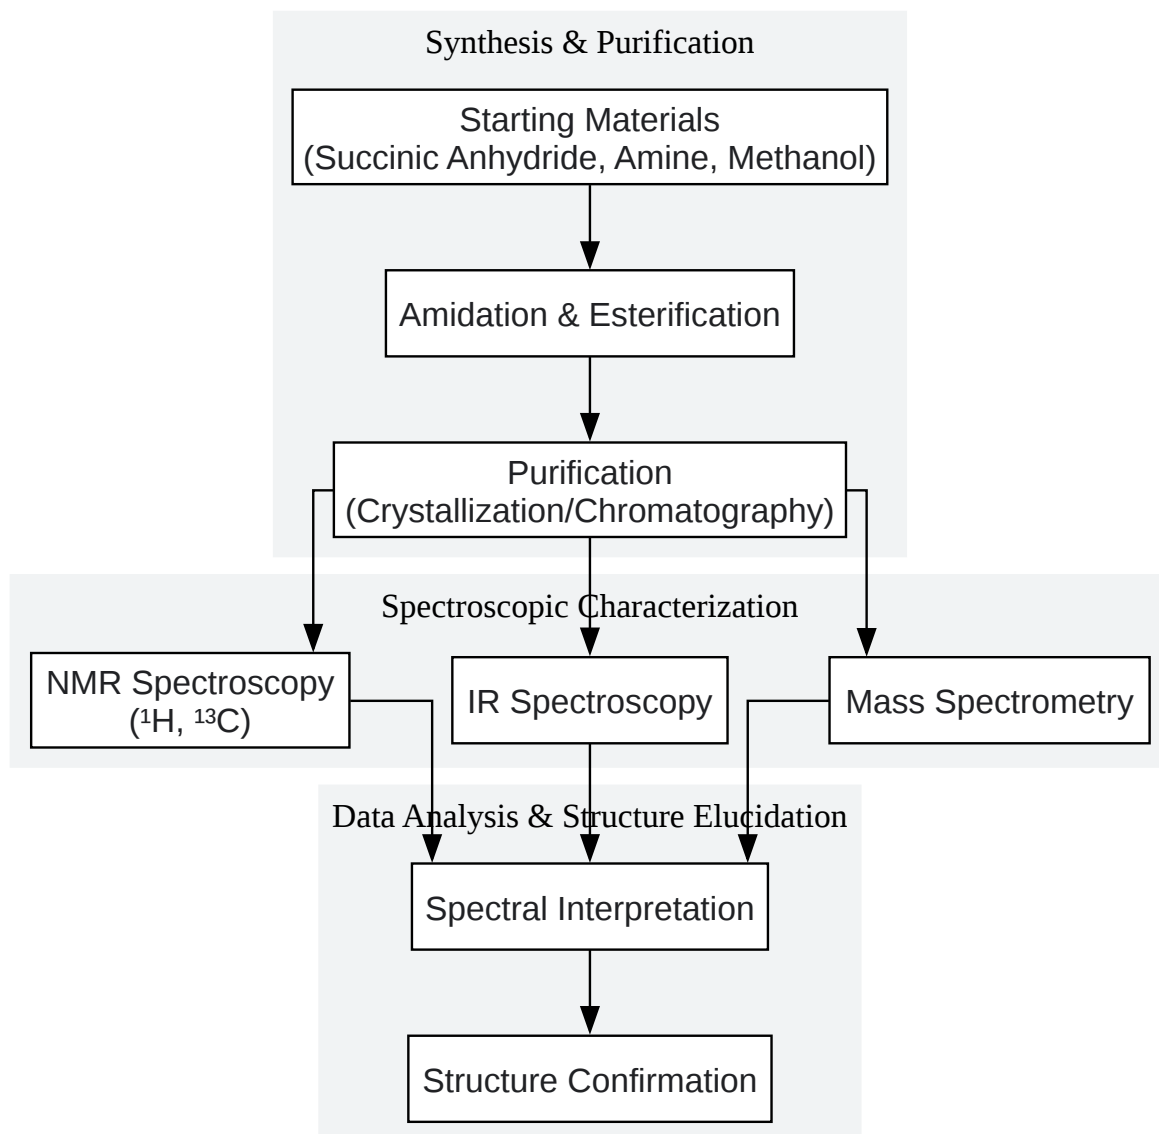 Synthesis & Purification
Starting Materials
(Succinic Anhydride, Amine, Methanol)
Amidation & Esterification
Purification
(Crystallization/Chromatography)
Spectroscopic Characterization
NMR Spectroscopy
(¹H, ¹³C)
IR Spectroscopy
Mass Spectrometry
Data Analysis & Structure Elucidation
Spectral Interpretation
Structure Confirmation